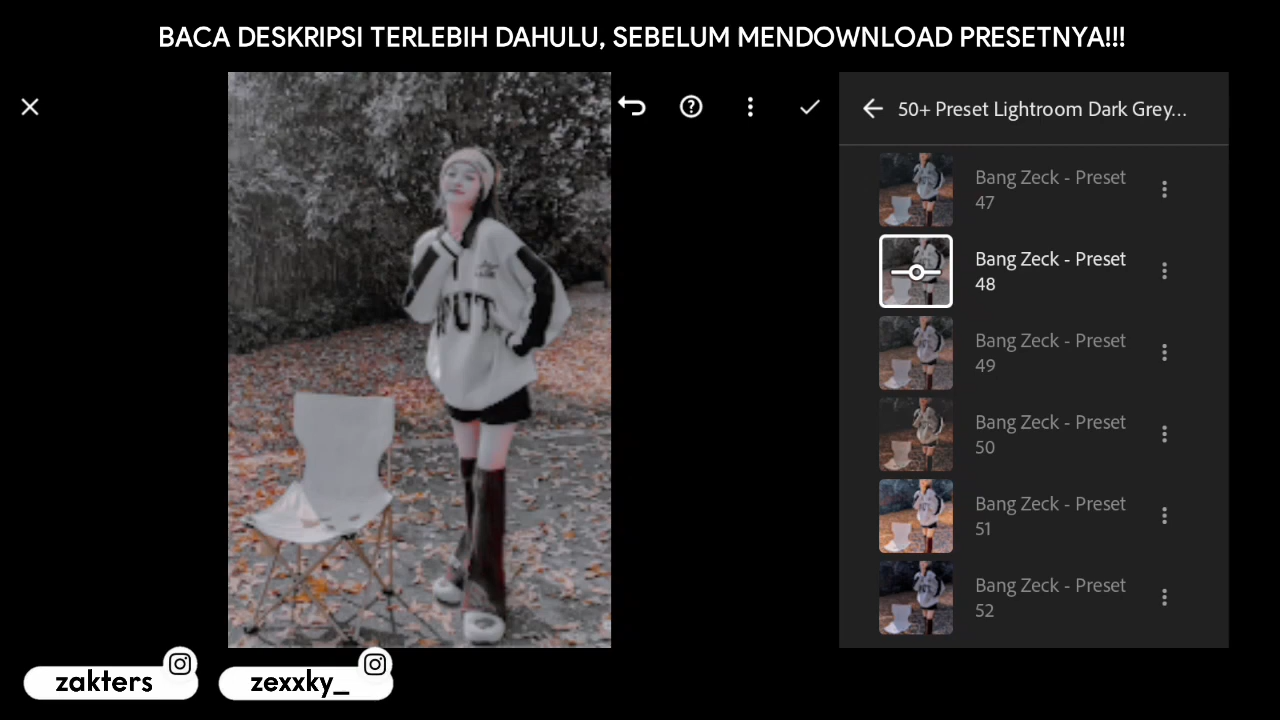 BACA DESKRIPSI TERLEBIH DAHULU, SEBELUM MENDOWNLOAD PRESETNYA!!!
50+ Preset Lightroom Dark Grey...
Bang Zeck - Preset
47
Bang Zeck - Preset
48
Bang Zeck - Preset
49
Bang Zeck - Preset
50
Bang Zeck - Preset
51
Bang Zeck - Preset
52
zakters
zexxky_